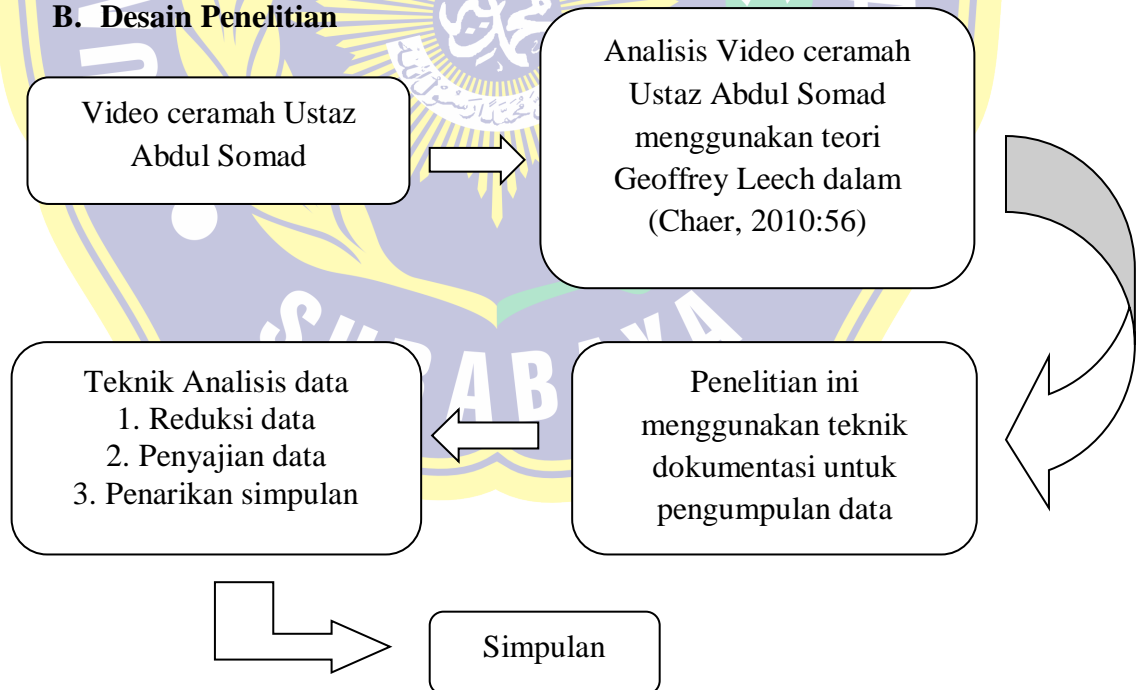 B. Desain Penelitian
Video ceramah Ustaz
Abdul Somad
Analisis Video ceramah
Ustaz Abdul Somad
menggunakan teori
Geoffrey Leech dalam
(Chaer, 2010:56)
Penelitian ini
menggunakan teknik
dokumentasi untuk
pengumpulan data
Teknik Analisis data
1. Reduksi data
2. Penyajian data
3. Penarikan simpulan
Simpulan
SURABAYA